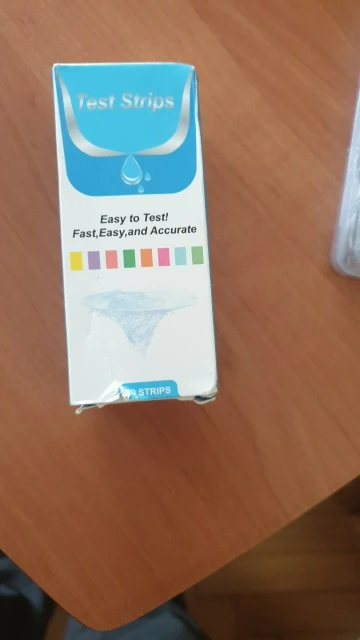 Test Strips
Easy to Test!
Fast,Easy,and Accurate
STRIPS